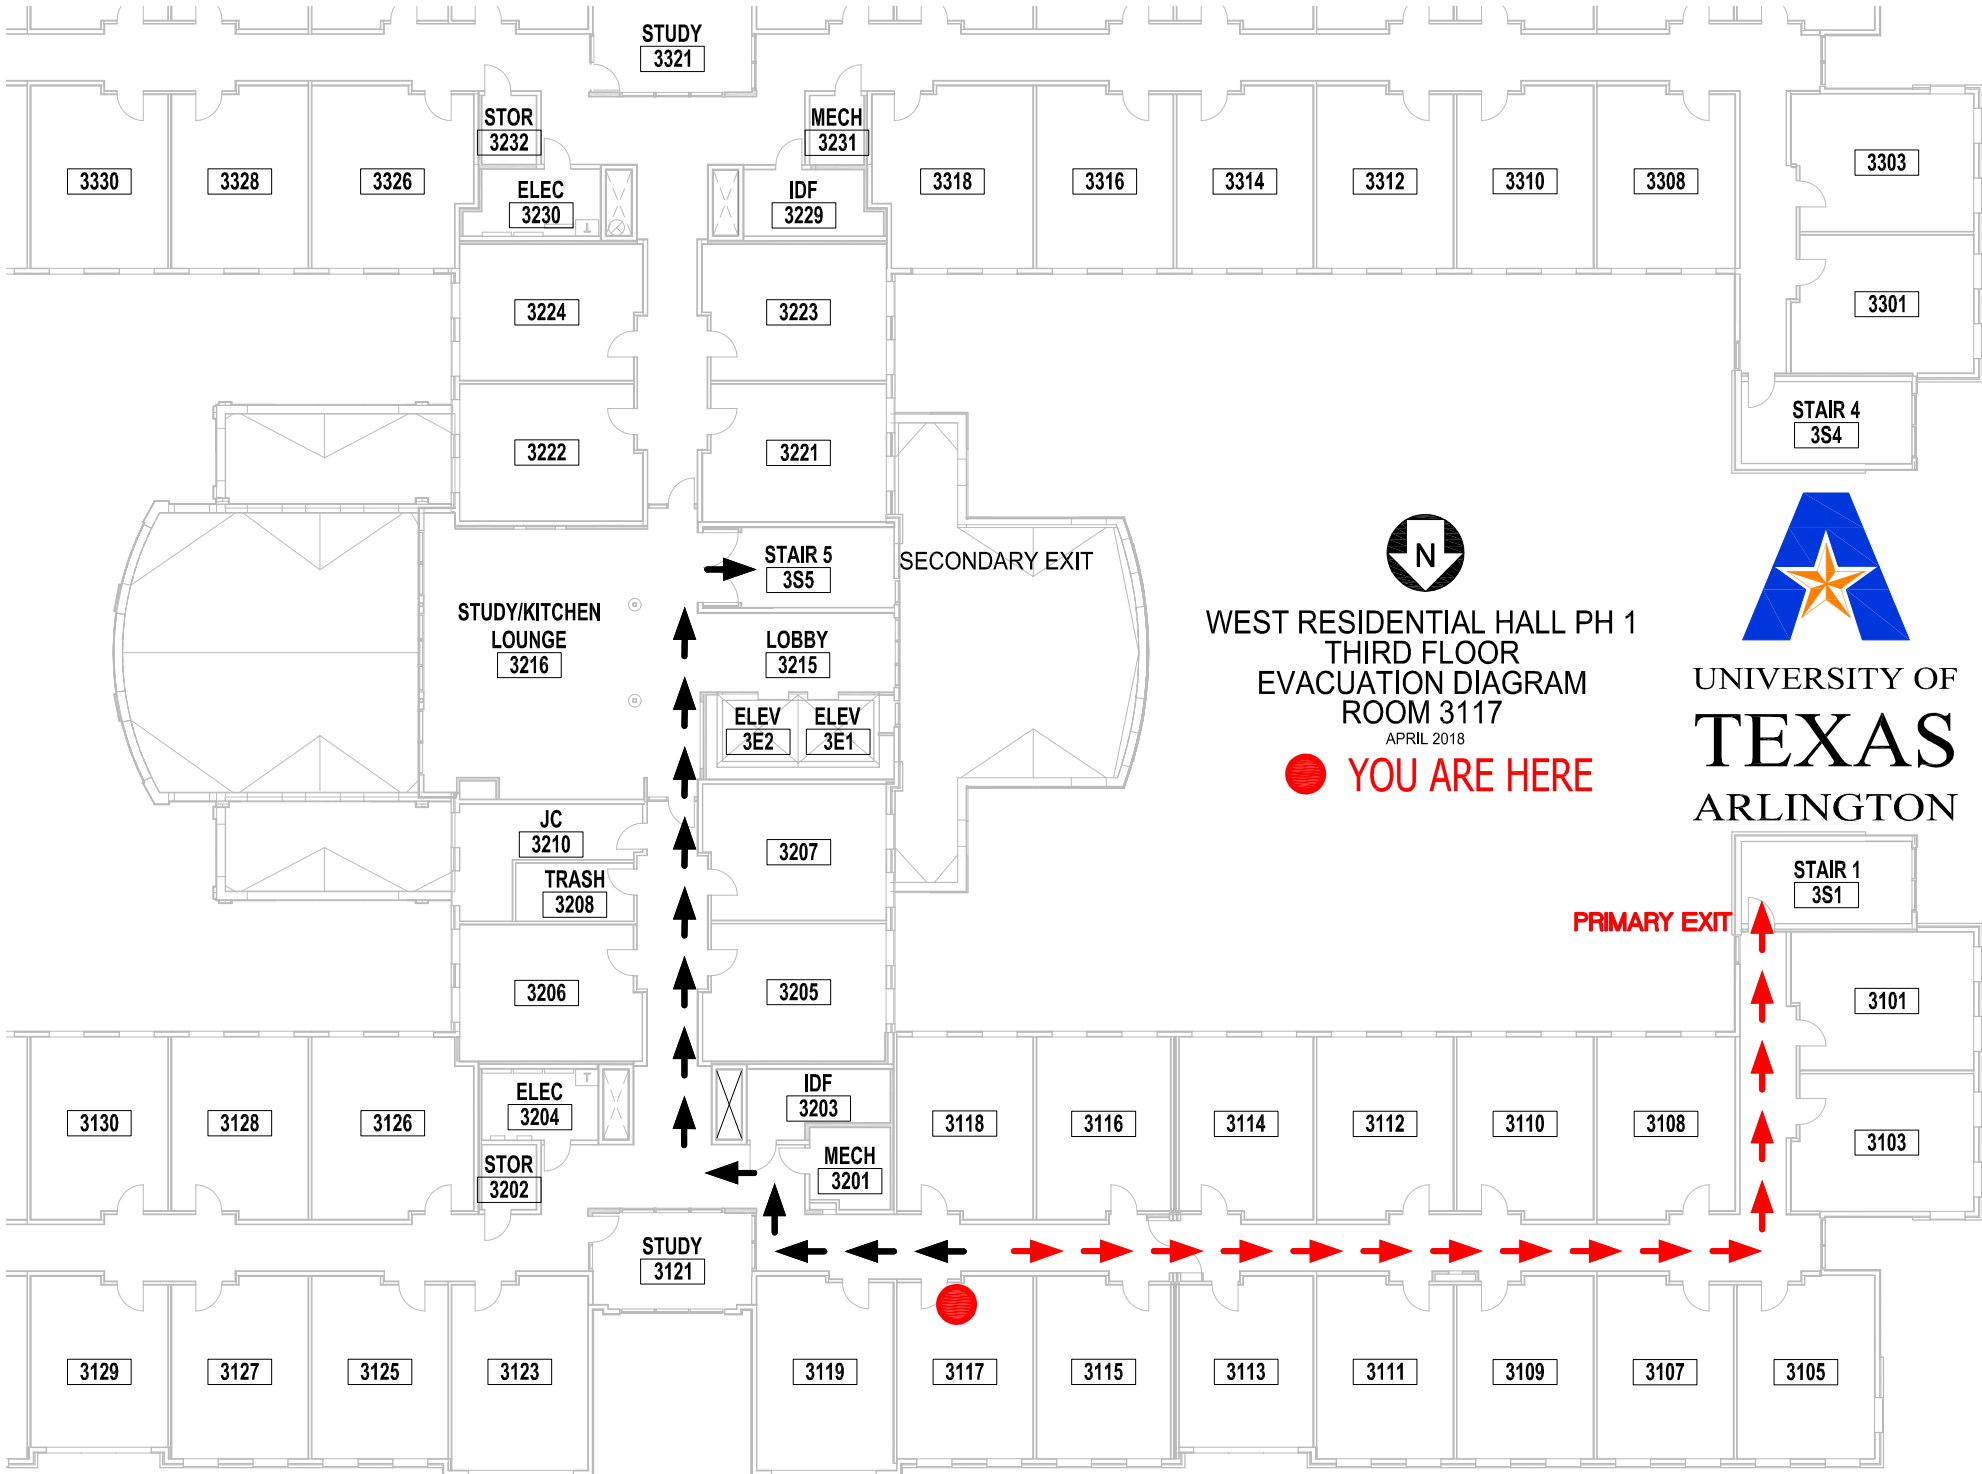 STUDY
3321
STOR
3232
MECH
3231
3330
3328
3326
ELEC
3230
IDF
3229
3318
3316
3314
3312
3310
3308
3303
3224
3223
3301
3222
3221
STAIR 4
3S4
STAIR 5
3S5
SECONDARY EXIT
STUDY/KITCHEN
LOUNGE
3216
LOBBY
3215
ELEV
3E2
ELEV
3E1
N
WEST RESIDENTIAL HALL PH 1
THIRD FLOOR
EVACUATION DIAGRAM
ROOM 3117
APRIL 2018
YOU ARE HERE
A
UNIVERSITY OF
TEXAS
ARLINGTON
JC
3210
TRASH
3208
3207
STAIR 1
3S1
PRIMARY EXIT
3206
3205
3101
3130
3128
3126
ELEC
3204
T
IDF
3203
3118
3116
3114
3112
3110
3108
3103
STOR
3202
MECH
3201
STUDY
3121
3129
3127
3125
3123
3119
3117
3115
3113
3111
3109
3107
3105